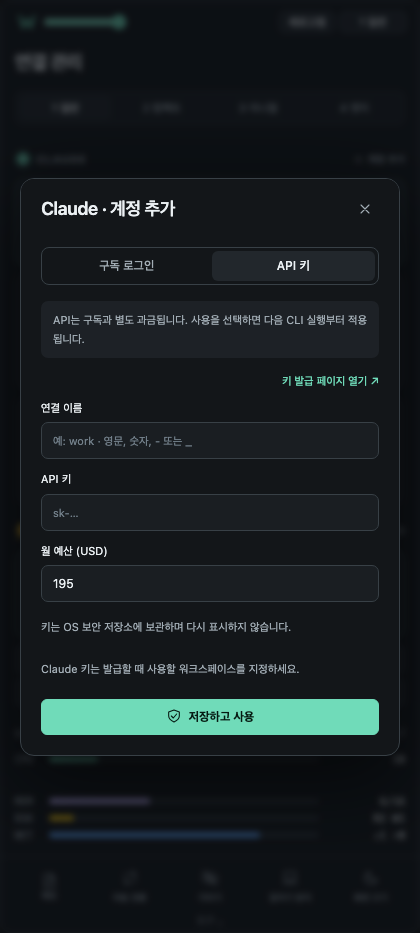 연결 관리
Claude · 계정 추가
구독 로그인
API 키
API는 구독과 별도 과금됩니다. 사용을 선택하면 다음 CLI 실행부터 적용
됩니다.
키 발급 페이지 열기 ↗
연결 이름
예: work · 영문, 숫자, - 또는 _
API 키
sk-...
월 예산 (USD)
195
키는 OS 보안 저장소에 보관하며 다시 표시하지 않습니다.
Claude 키는 발급할 때 사용할 워크스페이스를 지정하세요.
저장하고 사용